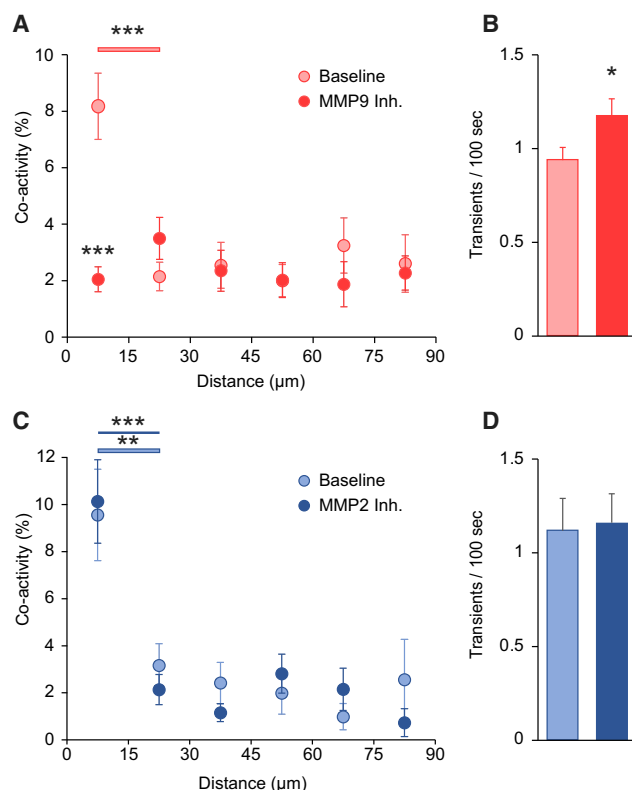 A
***
10
8
6
4
2
0
Co-activity (%)
Baseline
MMP9 Inh.
***
0 15 30 45 60 75 90
Distance (µm)
B
1.5
1
0.5
0
Transients / 100 sec
*
C
***
**
12
10
8
6
4
2
0
Co-activity (%)
Baseline
MMP2 Inh.
0 15 30 45 60 75 90
Distance (µm)
D
1.5
1
0.5
0
Transients / 100 sec